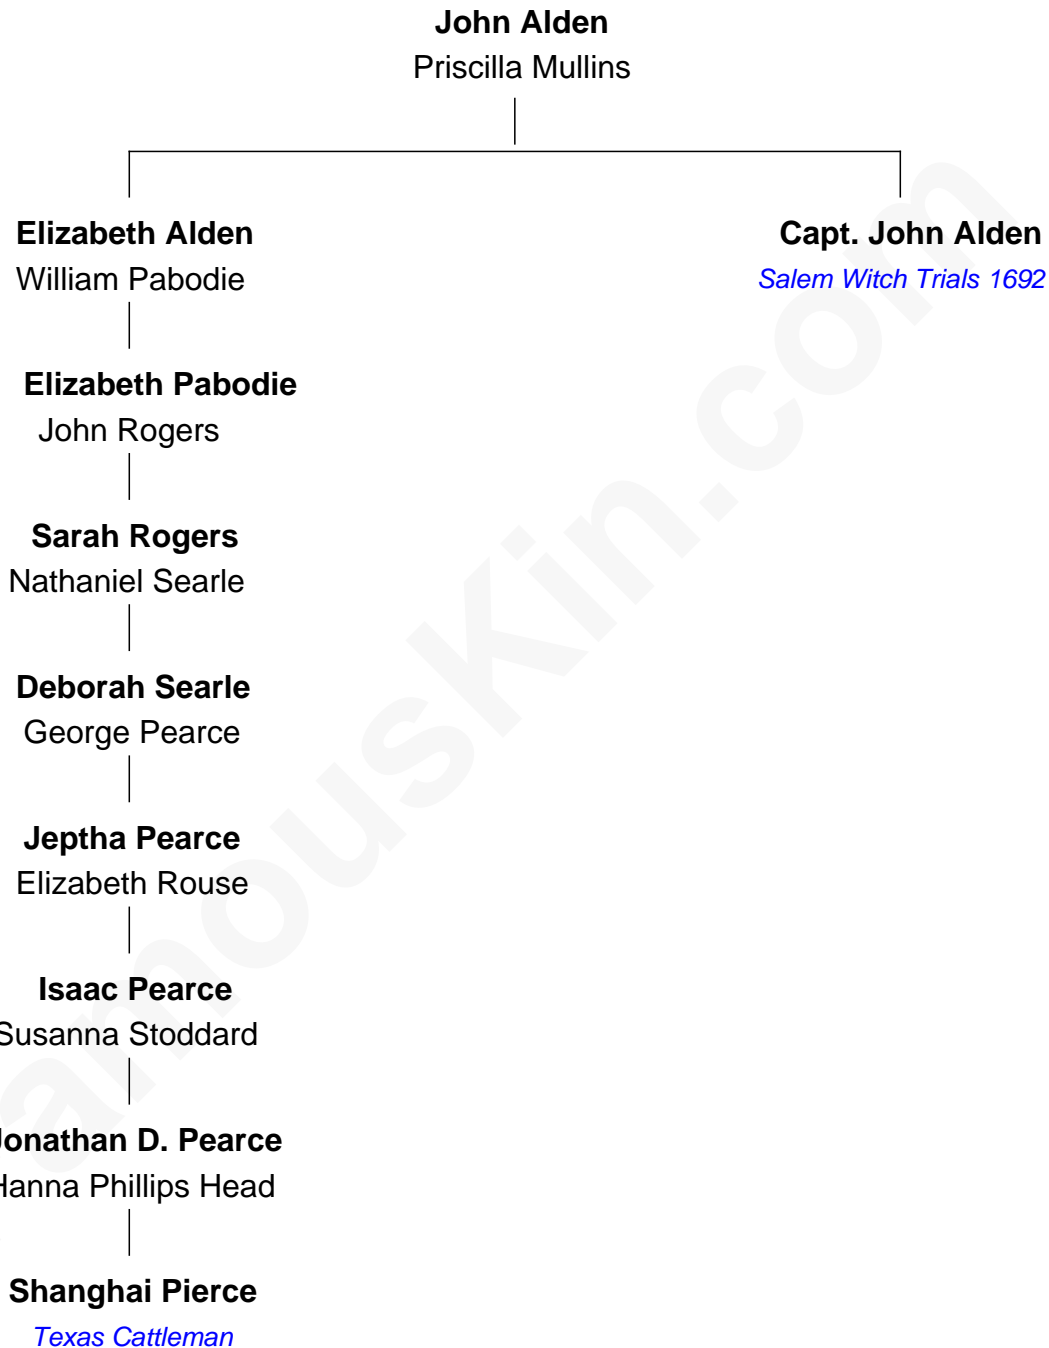 John Alden
Priscilla Mullins
Elizabeth Alden
William Pabodie
Capt. John Alden
Salem Witch Trials 1692
Elizabeth Pabodie
John Rogers
Sarah Rogers
Nathaniel Searle
Deborah Searle
George Pearce
Jeptha Pearce
Elizabeth Rouse
Isaac Pearce
Susanna Stoddard
Jonathan D. Pearce
Hanna Phillips Head
Shanghai Pierce
Texas Cattleman
amouskin.com